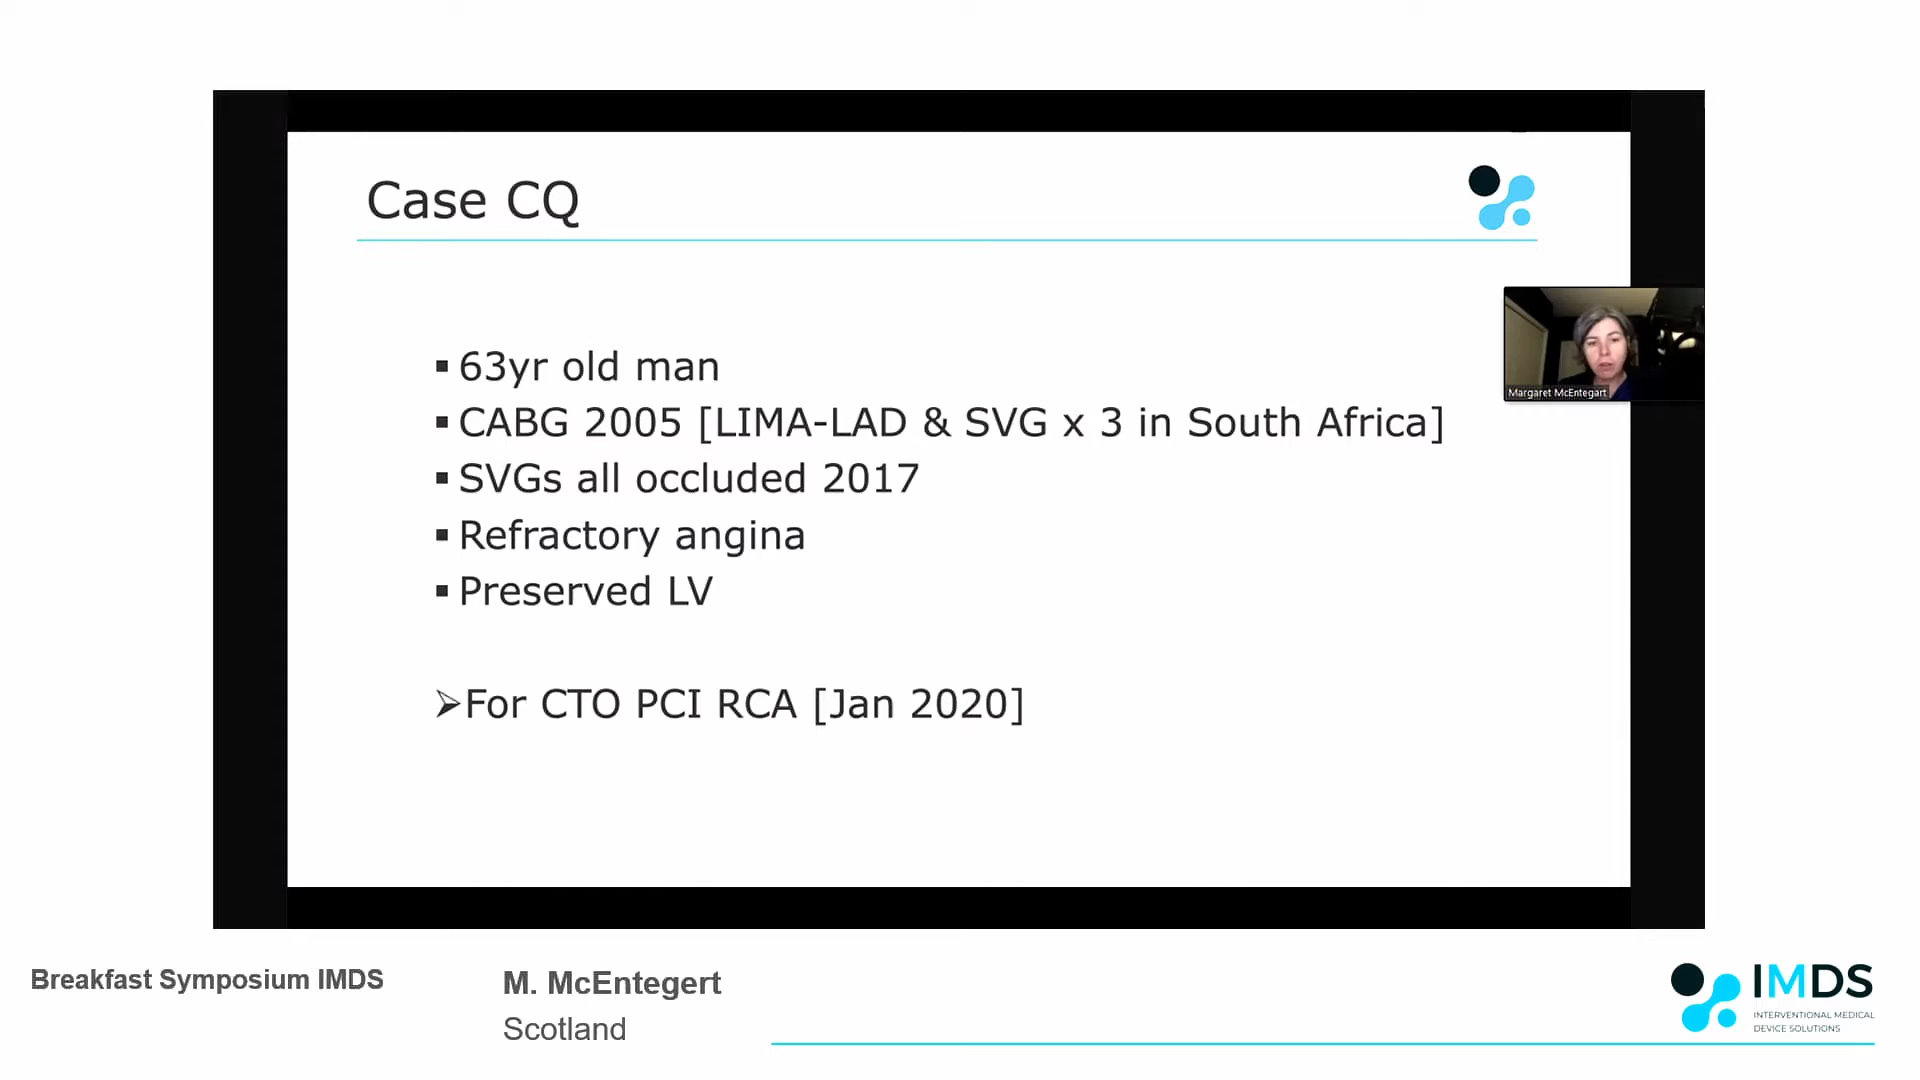 Case CQ
63yr old man
CABG 2005 [LIMA-LAD & SVG x 3 in South Africa]
SVGs all occluded 2017
Refractory angina
Preserved LV
For CTO PCI RCA [Jan 2020]
Margaret McEntegart
Breakfast Symposium IMDS
M. McEntegert
Scotland
IMDS
INTERVENTIONAL MEDICAL
DEVICE SOLUTIONS